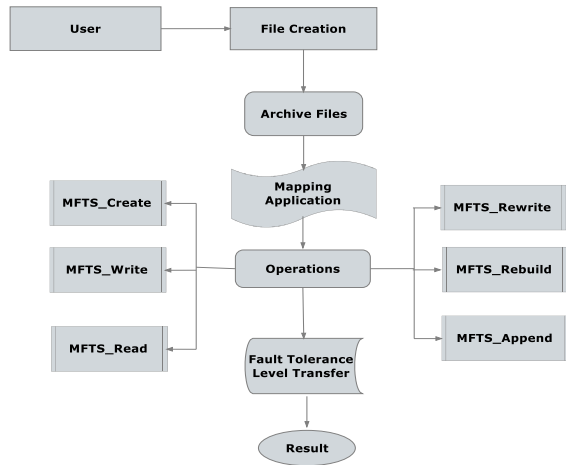 User
File Creation
Archive Files
Mapping
Application
MFTS_Create
MFTS_Rewrite
MFTS_Write
Operations
MFTS_Rebuild
MFTS_Read
Fault Tolerance
Level Transfer
MFTS_Append
Result